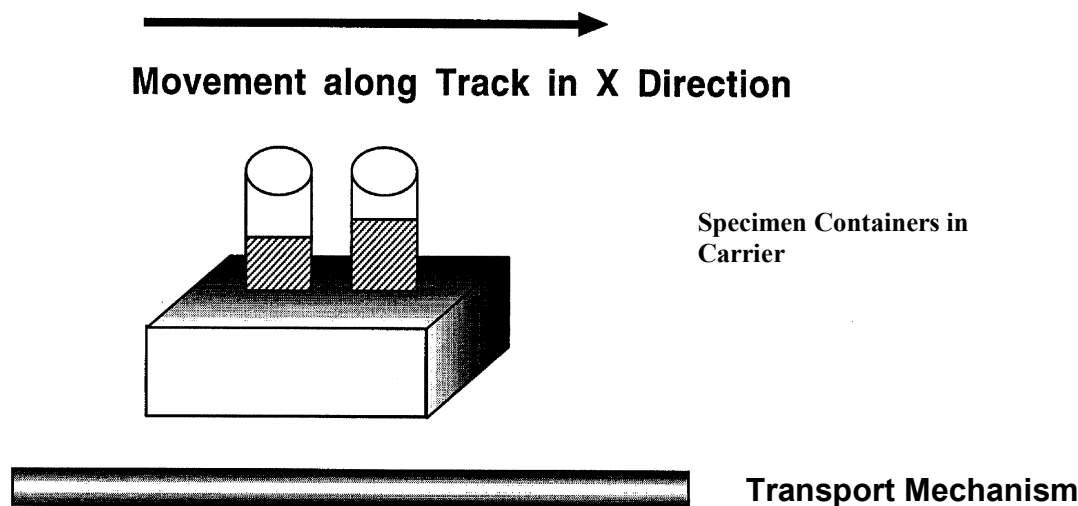 Movement along Track in X Direction
Specimen Containers in
Carrier
Transport Mechanism